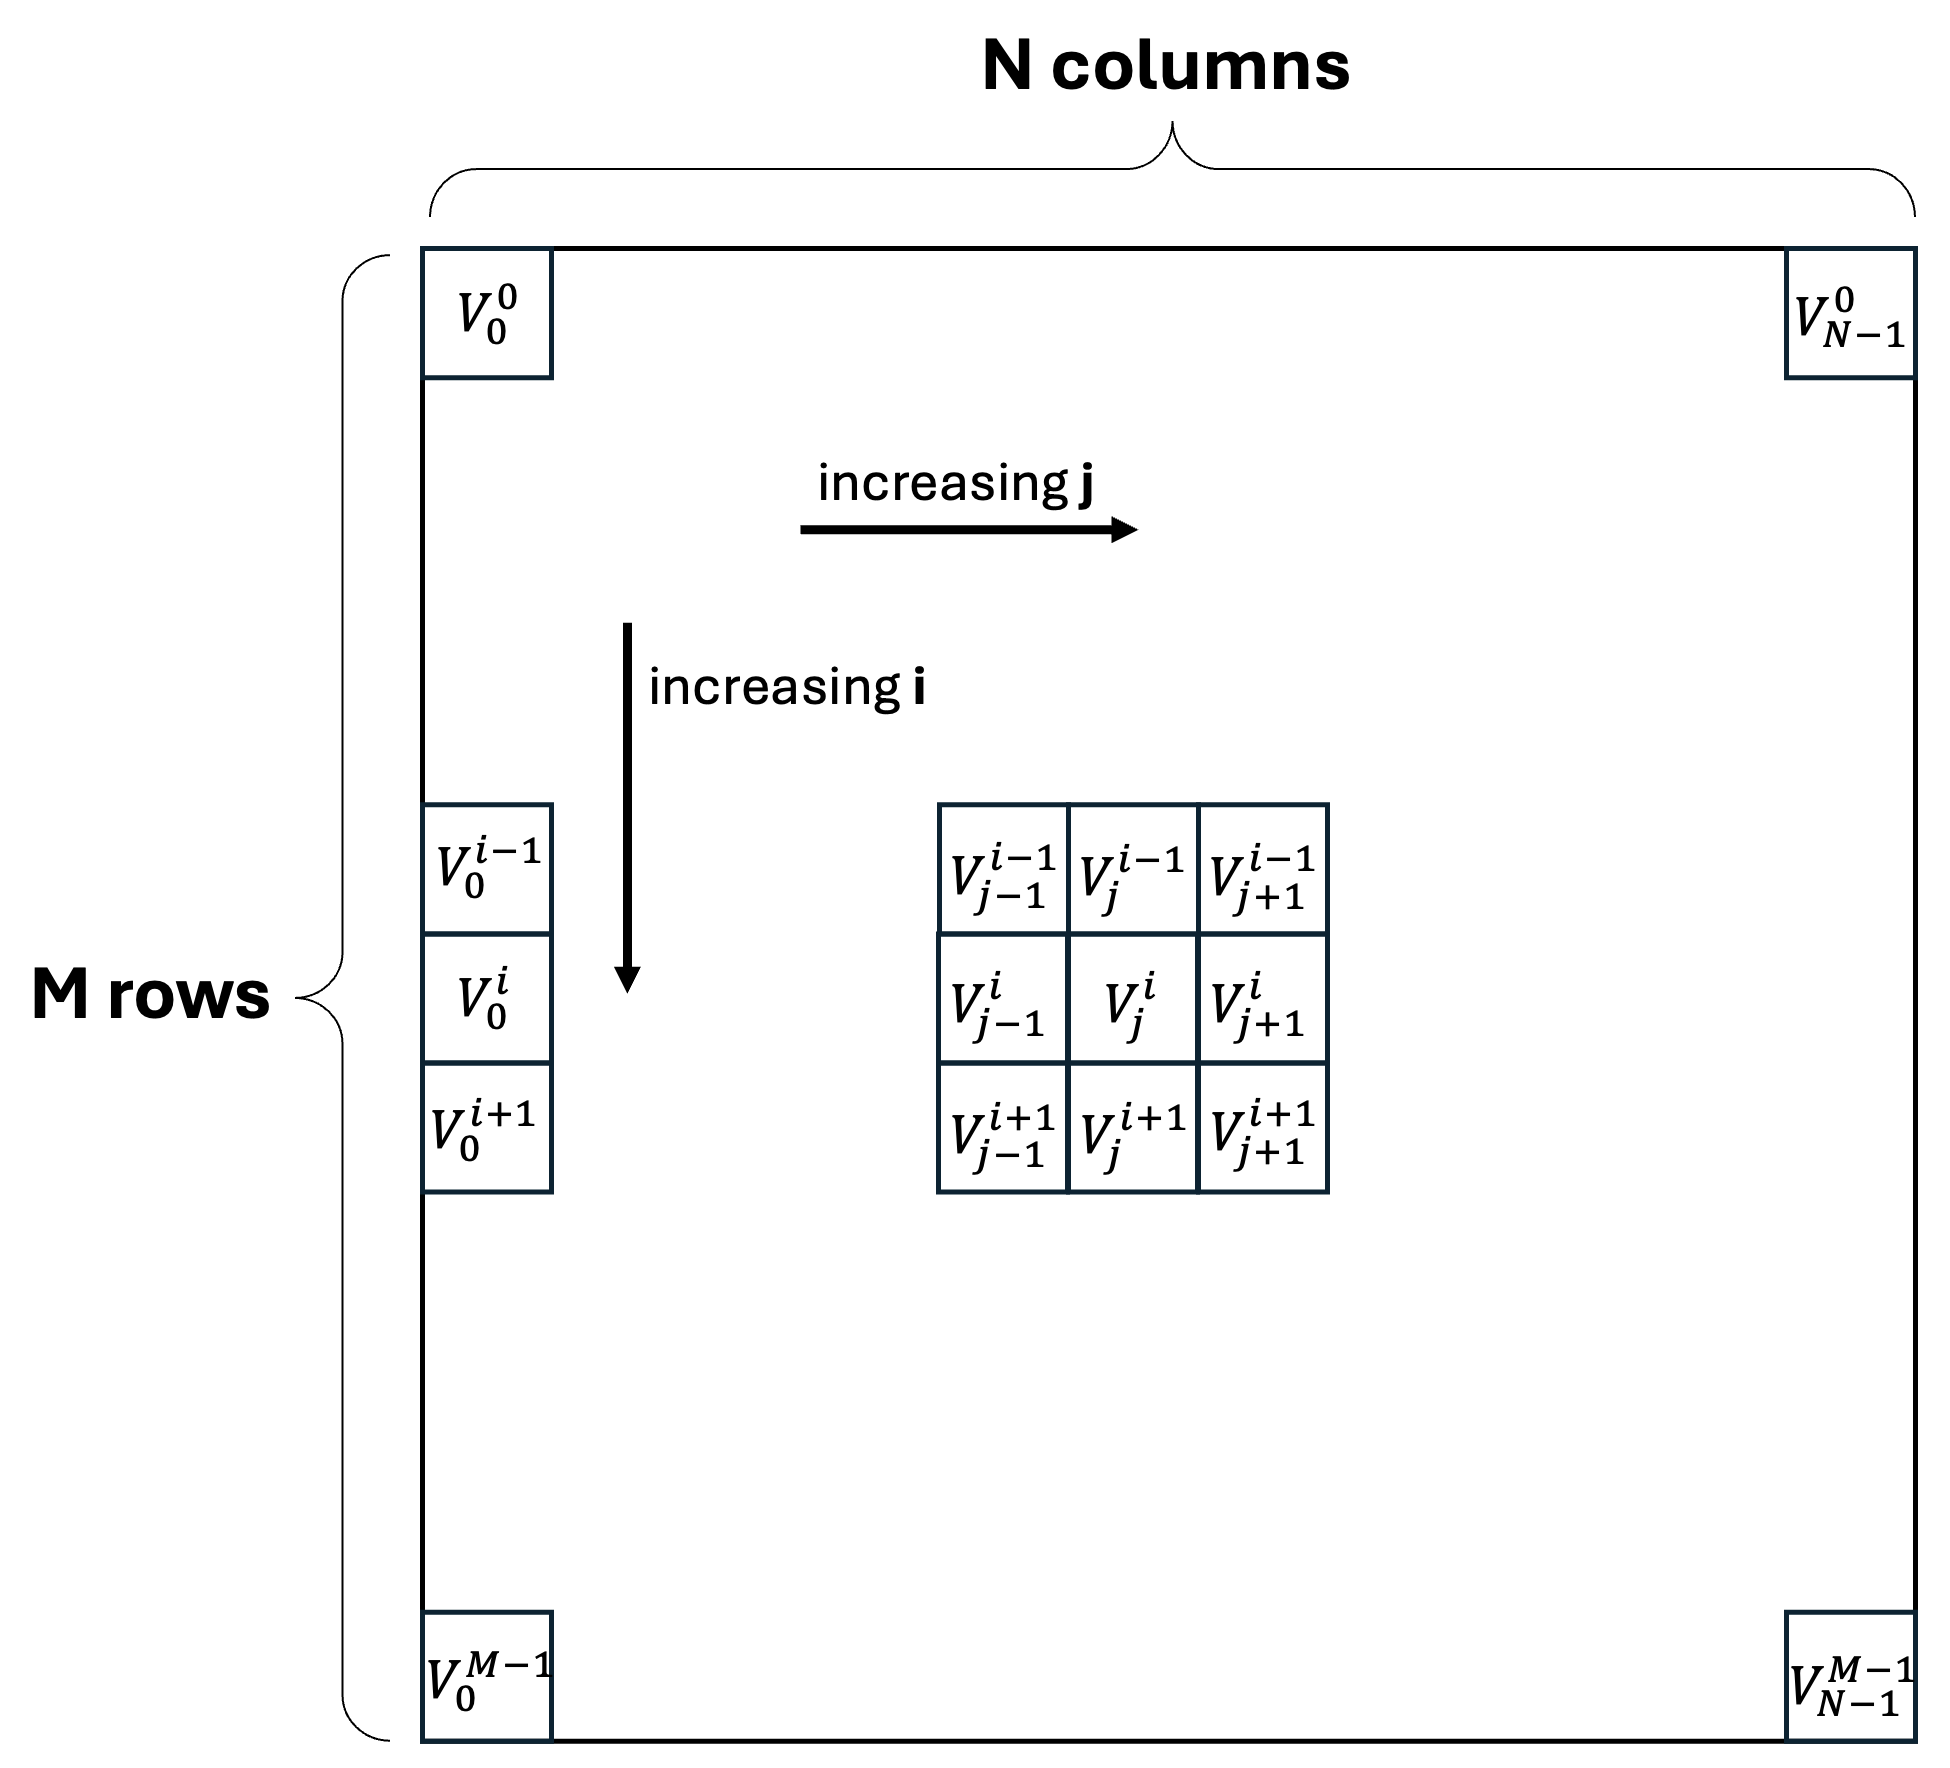 N columns
V_0^0
V_{N-1}^0
increasing j
increasing i
M rows
V_0^{i-1}
V_0^i
V_0^{i+1}
V_{j-1}^{i-1} V_j^{i-1} V_{j+1}^{i-1}
V_{j-1}^i V_j^i V_{j+1}^i
V_{j-1}^{i+1} V_j^{i+1} V_{j+1}^{i+1}
V_0^{M-1}
V_{N-1}^{M-1}